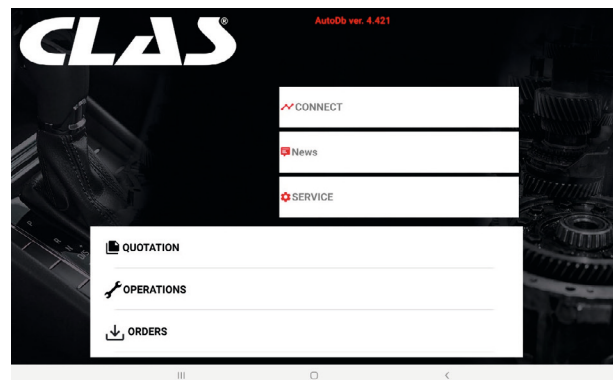 CLAS®
AutoDb ver. 4.421
CONNECT
News
SERVICE
QUOTATION
OPERATIONS
ORDERS